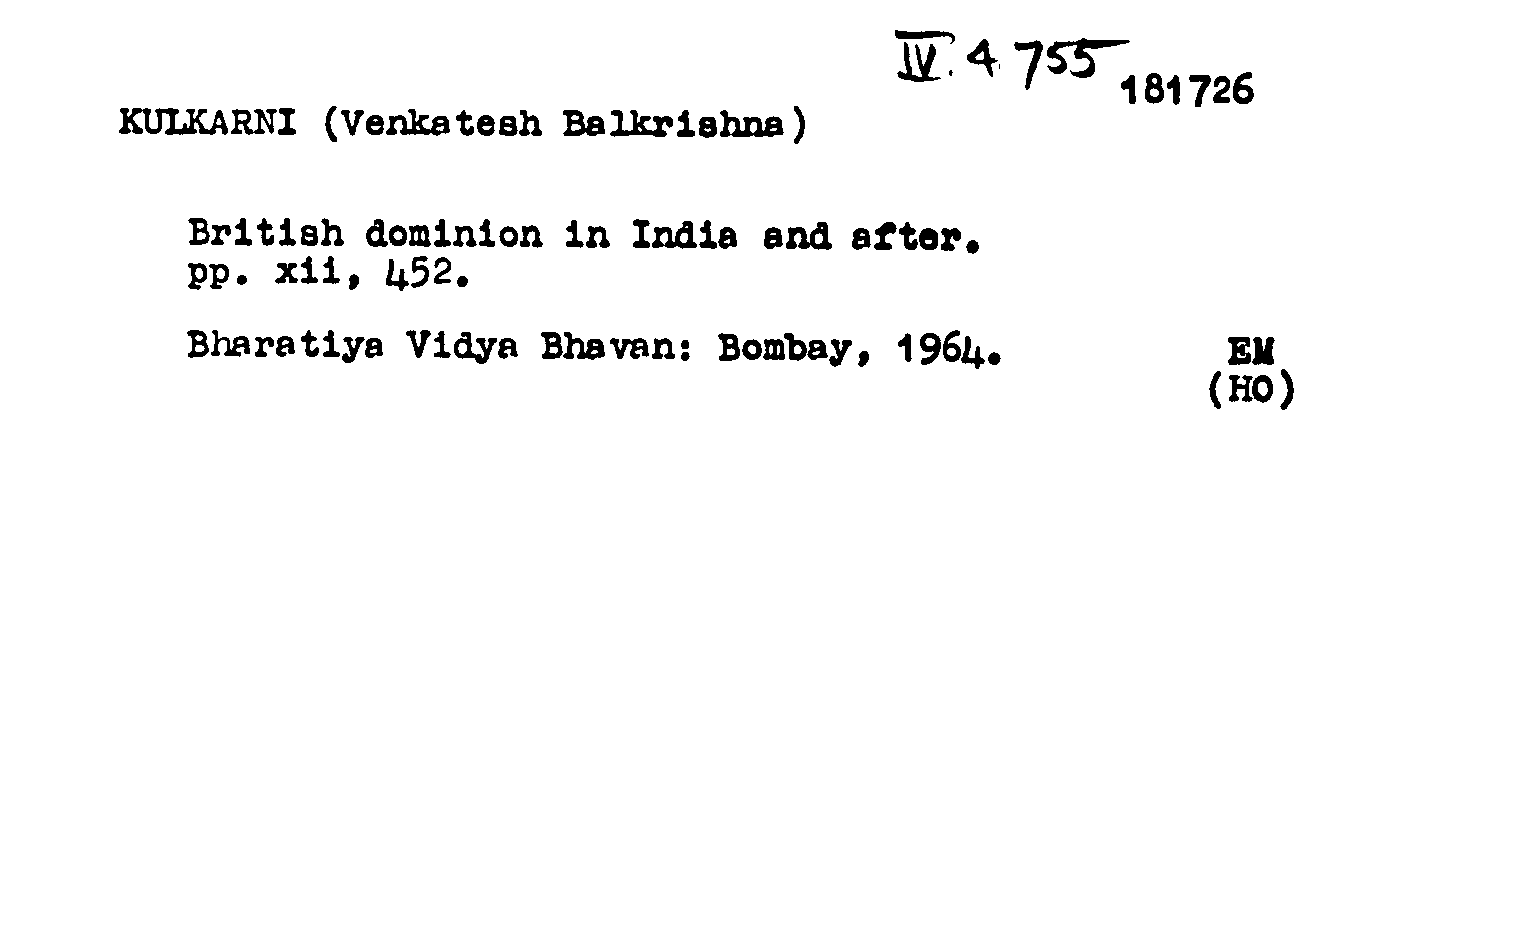 IV. 4. 755
181726
KULKARNI (Venkatesh Balkrishna)
British dominion in India and after.
pp. xii, 452.
Bharatiya Vidya Bhavan: Bombay, 1964.
EM
(HO)